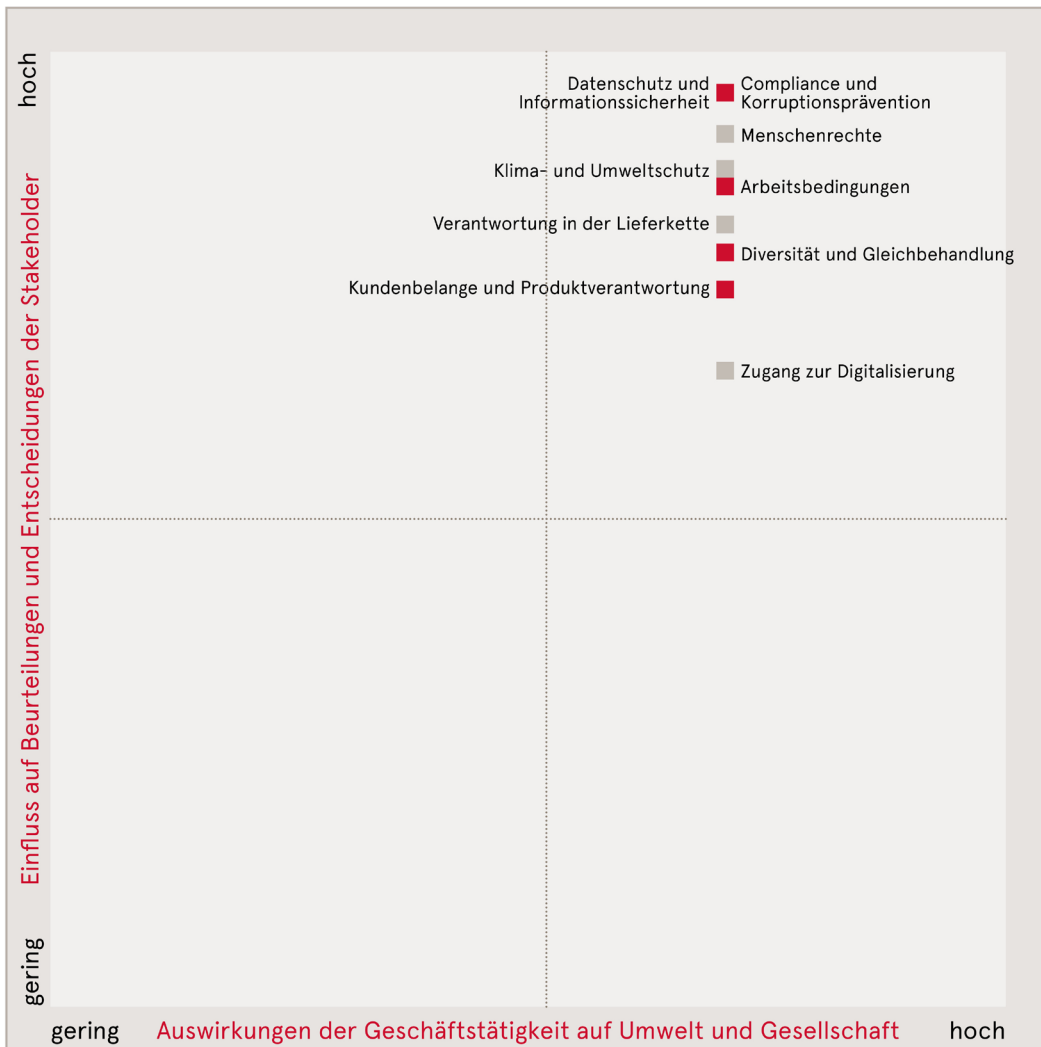 hoch
Einfluss auf Beurteilungen und Entscheidungen der Stakeholder
gering
Datenschutz und
Informationssicherheit
Compliance und
Korruptionsprävention
Menschenrechte
Klima- und Umweltschutz
Arbeitsbedingungen
Verantwortung in der Lieferkette
Diversität und Gleichbehandlung
Kundenbelange und Produktverantwortung
Zugang zur Digitalisierung
gering
Auswirkungen der Geschäftstätigkeit auf Umwelt und Gesellschaft
hoch